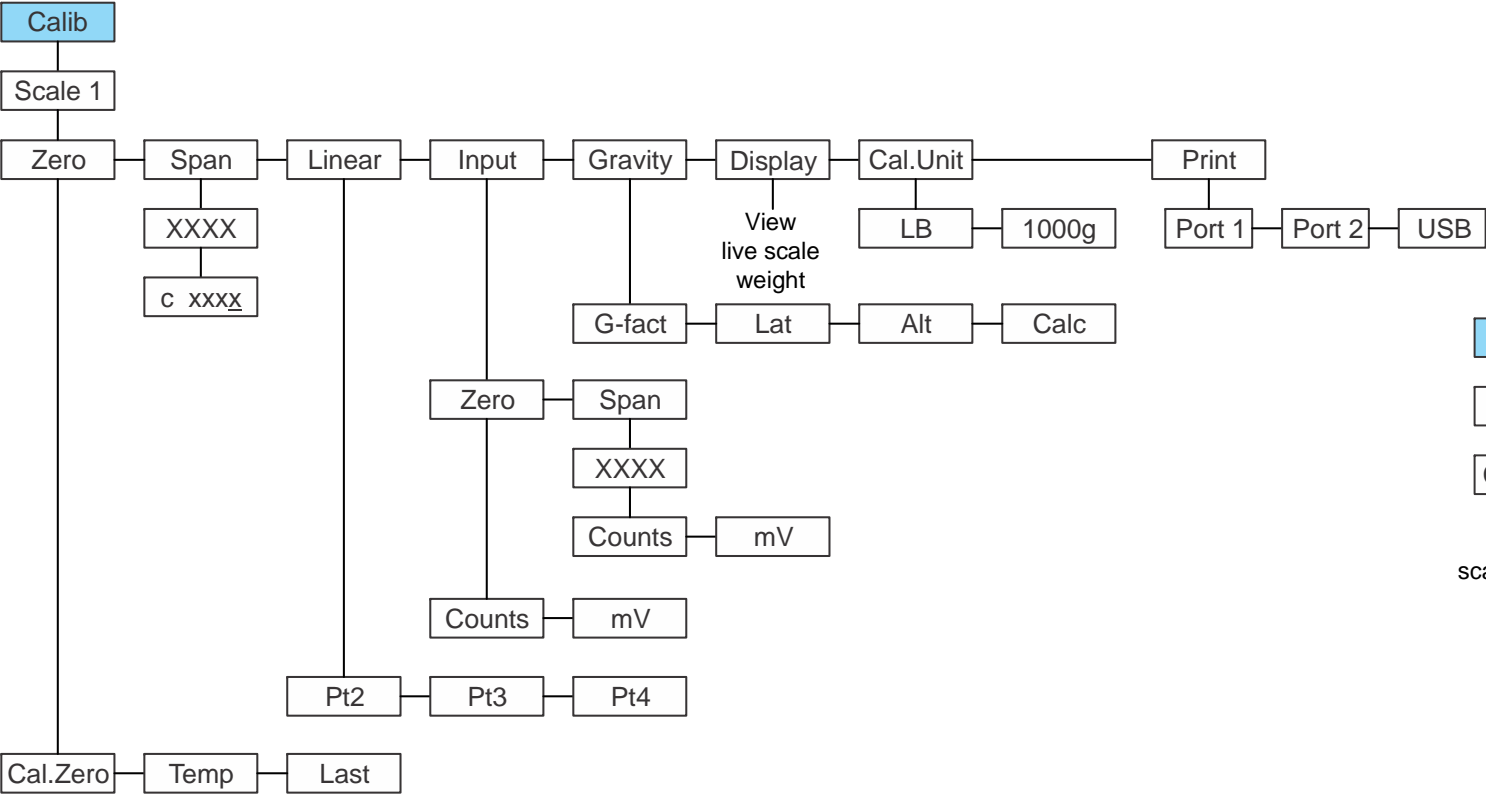 Calib
Scale 1
Zero Span Linear Input Gravity Display Cal.Unit Print
XXXX View LB 1000g Port 1 Port 2 USB
live scale
weight
c xxxx
G-fact Lat Alt Calc
Zero Span
XXXX
Counts mV
Counts mV
Pt2 Pt3 Pt4
Cal.Zero Temp Last